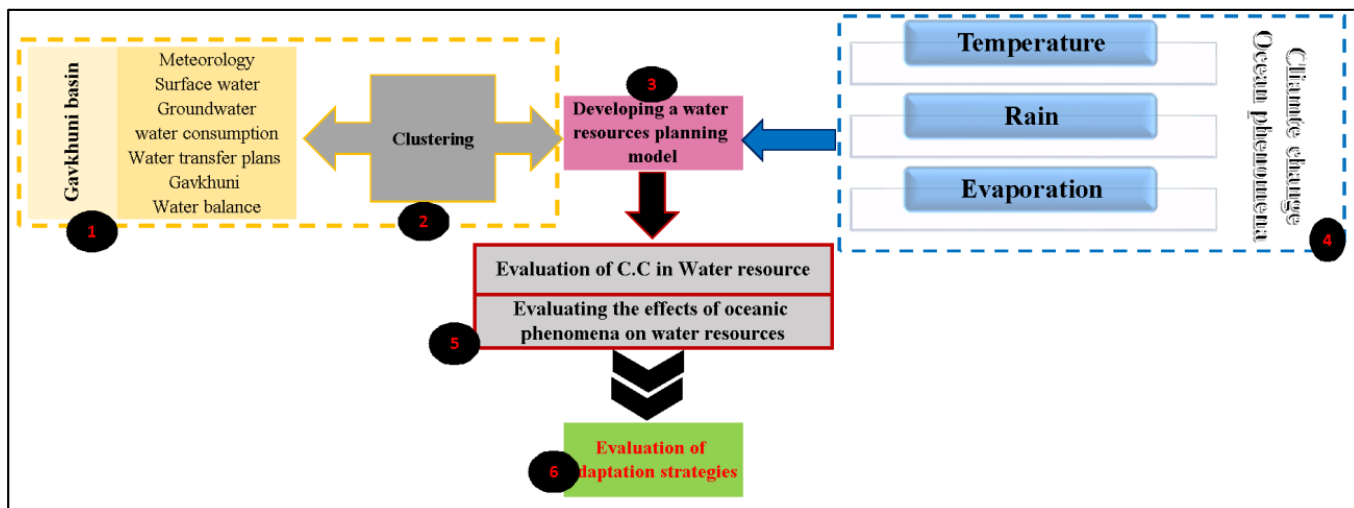 Gavkhuni basin
Meteorology
Surface water
Groundwater
water consumption
Water transfer plans
Gavkhuni
Water balance
1
Clustering
2
3
Developing a water
resources planning
model
Temperature
Rain
Evaporation
Cliamte change
Ocean phenomena
4
Evaluation of C.C in Water resource
Evaluating the effects of oceanic
phenomena on water resources
5
Evaluation of
daptation strategies
6